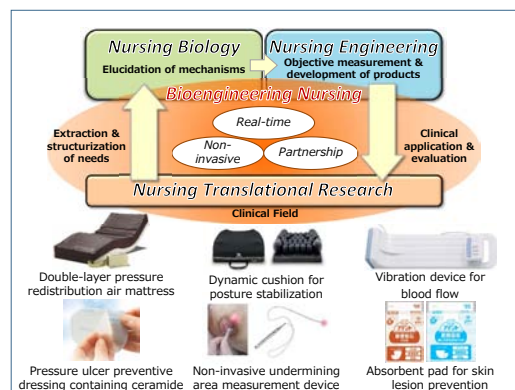 Nursing Biology
Elucidation of mechanisms
Nursing Engineering
Objective measurement &
development of products
Bioengineering Nursing
Real-time
Non-
invasive
Partnership
Extraction &
structurization
of needs
Clinical
application &
evaluation
Nursing Translational Research
Clinical Field
Double-layer pressure
redistribution air mattress
Dynamic cushion for
posture stabilization
Vibration device for
blood flow
Pressure ulcer preventive
dressing containing ceramide
Non-invasive undermining
area measurement device
Absorbent pad for skin
lesion prevention